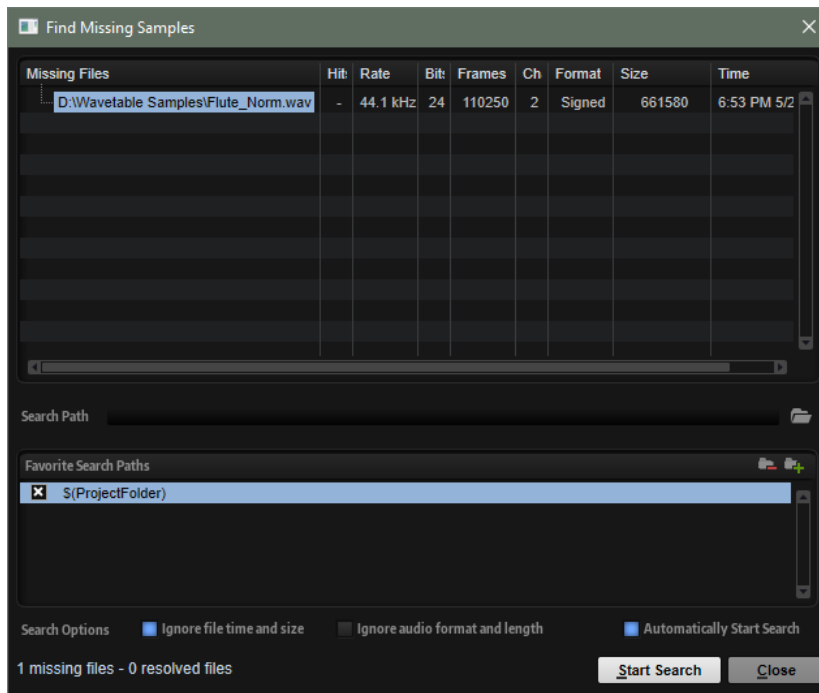 Find Missing Samples
Missing Files Hit: Rate Bit: Frames Ch Format Size Time
D:\Wavetable Samples\Flute_Norm.wav - 44.1 kHz 24 110250 2 Signed 661580 6:53 PM 5/2
Search Path
Favorite Search Paths
$(ProjectFolder)
Search Options Ignore file time and size Ignore audio format and length Automatically Start Search
1 missing files - 0 resolved files Start Search Close